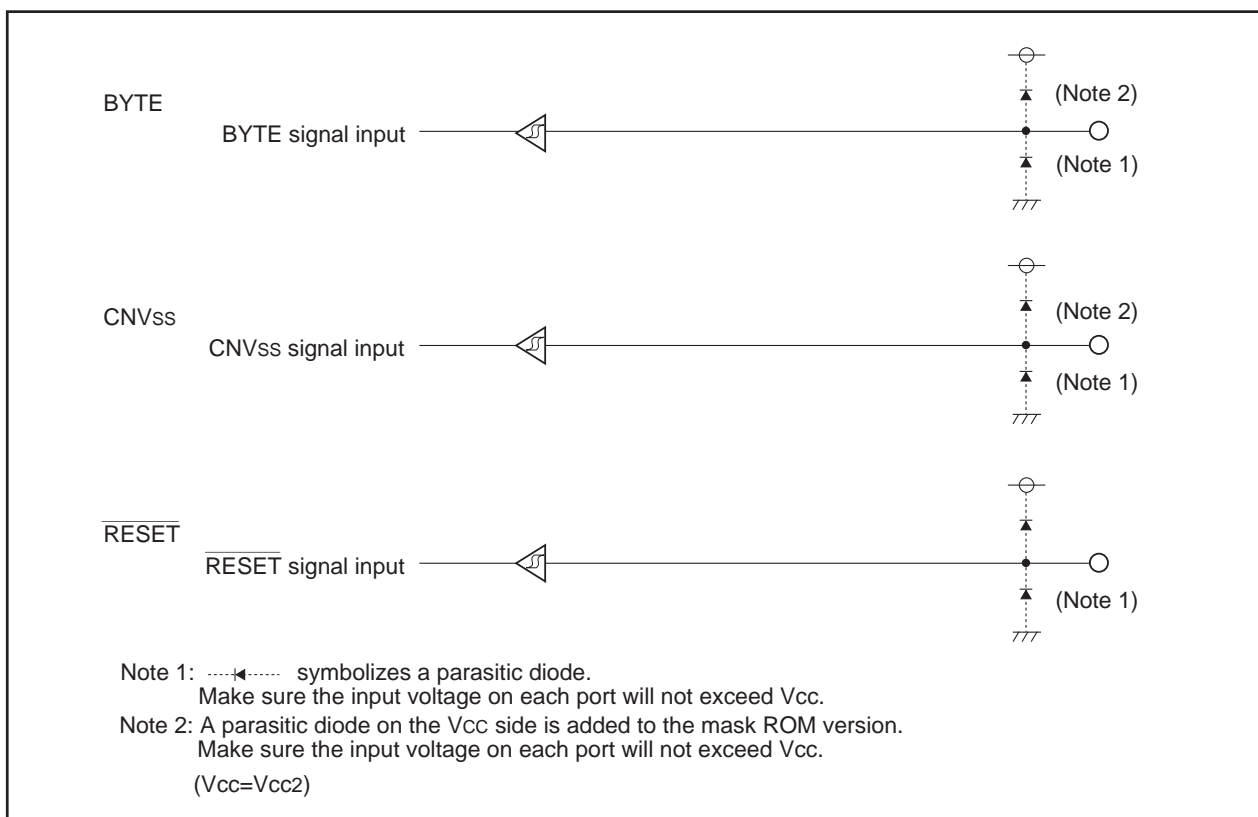 BYTE
(Note 2)
BYTE signal input
(Note 1)
CNVss
(Note 2)
CNVss signal input
(Note 1)
RESET
RESET signal input
(Note 1)
Note 1: symbolizes a parasitic diode.
Make sure the input voltage on each port will not exceed Vcc.
Note 2: A parasitic diode on the VCC side is added to the mask ROM version.
Make sure the input voltage on each port will not exceed Vcc.
(Vcc=Vcc2)